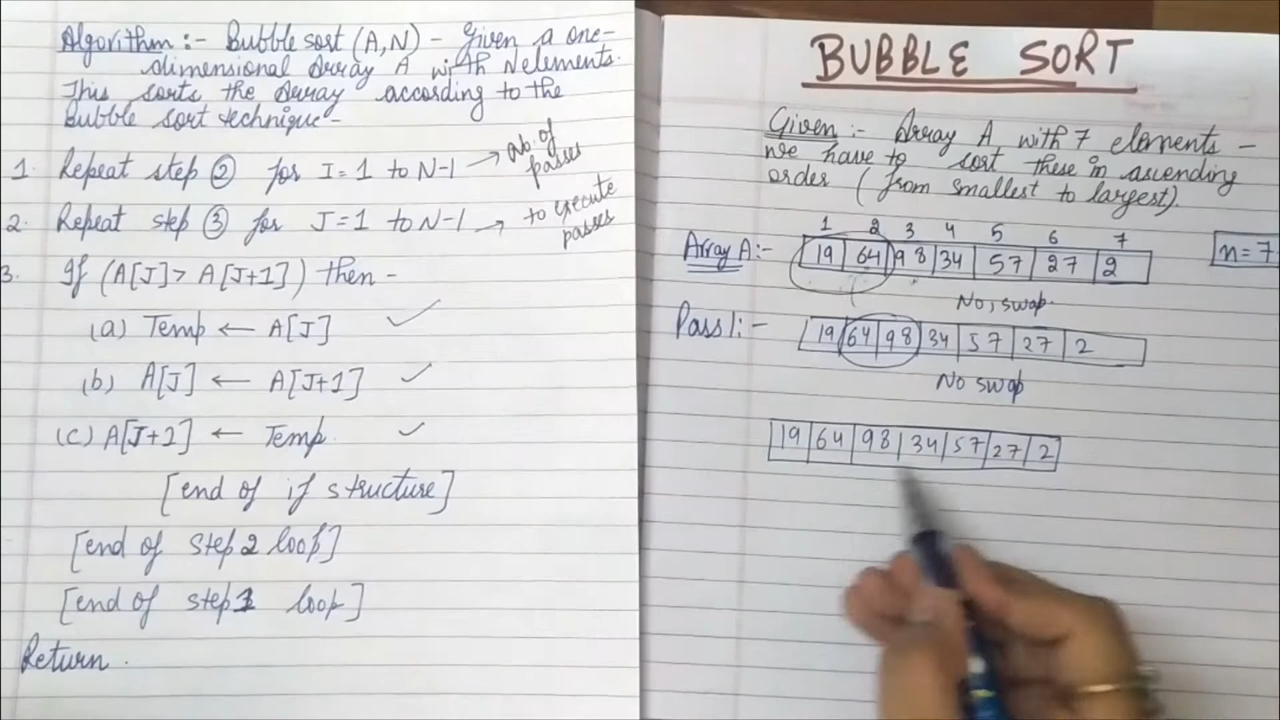 Algorithm :- Bubble sort (A,N) - Given a one-
dimensional Array A with N elements.
This sorts the Array according to the
Bubble sort technique -
1. Repeat step ② for I = 1 to N-1 → No. of
passes
2. Repeat step ③ for J = 1 to N-1 → to execute
passes
3. If (A[J] > A[J+1]) then -
(a) Temp ← A[J] ✓
(b) A[J] ← A[J+1] ✓
(c) A[J+1] ← Temp. ✓
[end of if structure]
[end of step 2 loop]
[end of step 1 loop]
Return.
BUBBLE SORT
Given :- Array A with 7 elements -
we have to sort these in ascending
order (from smallest to largest).
1 2 3 4 5 6 7
Array A:- 19 64 98 34 57 27 2
n = 7
No, swap.
Pass 1:- 19 64 98 34 57 27 2
No swap
19 64 98 34 57 27 2